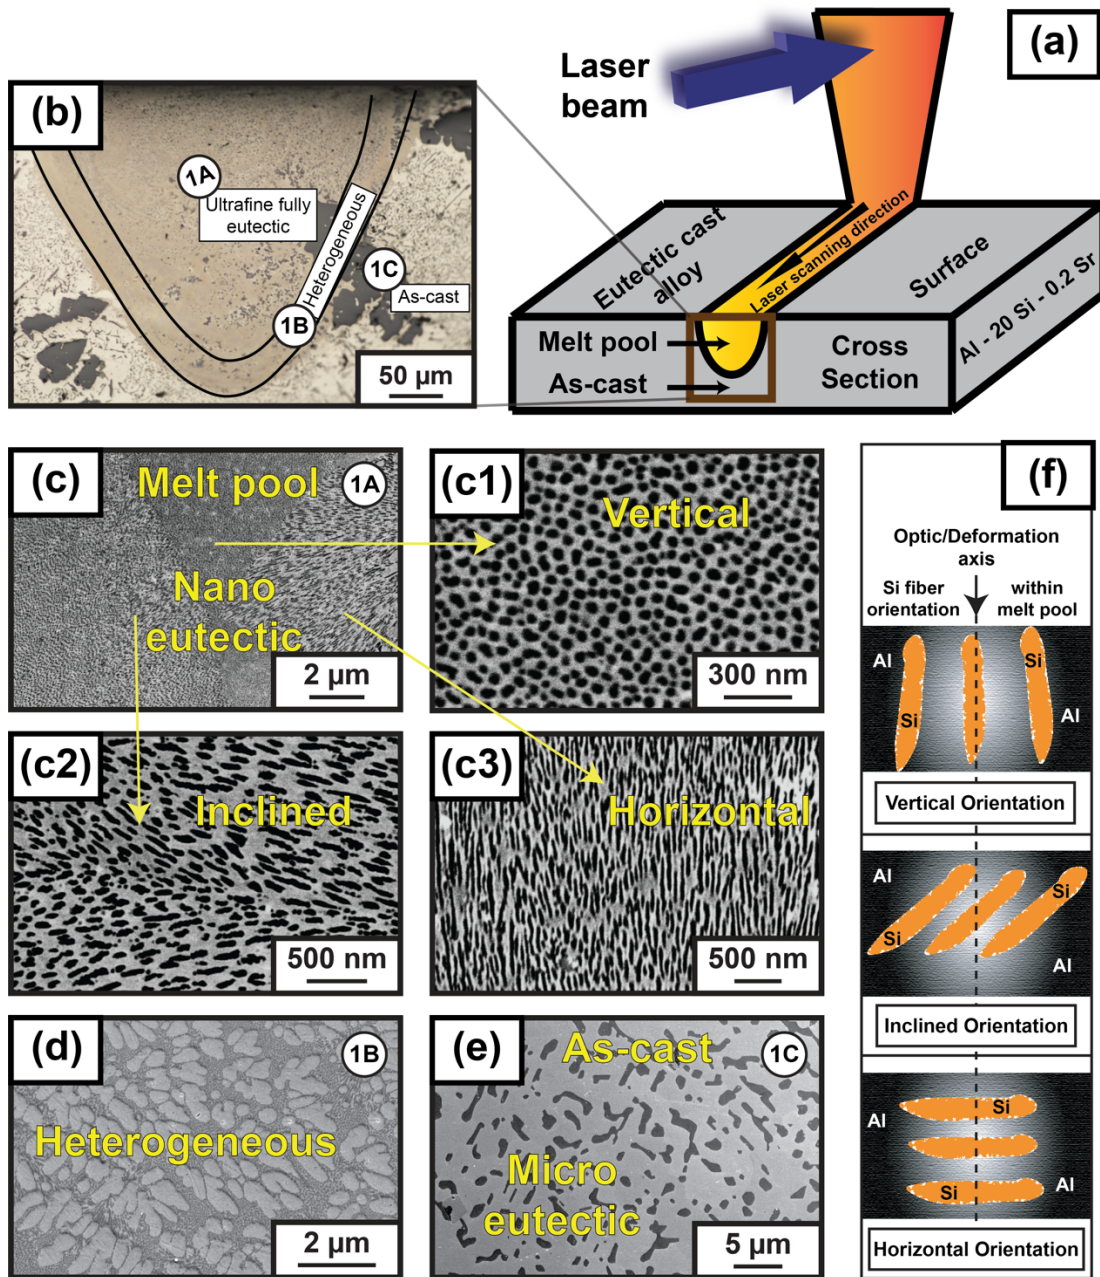 (a)
Laser
beam
Eutectic cast
alloy
Laser scanning direction
Surface
Al - 20 Si - 0.2 Sr
Melt pool
As-cast
Cross
Section
(b)
1A
Ultrafine fully
eutectic
Heterogeneous
1B
1C
As-cast
50 μm
(c)
Melt pool
1A
Nano
eutectic
2 μm
(c1)
Vertical
300 nm
(c2)
Inclined
500 nm
(c3)
Horizontal
500 nm
(d)
1B
Heterogeneous
2 μm
(e)
As-cast
1C
Micro
eutectic
5 μm
(f)
Optic/Deformation
axis
Si fiber
orientation
within
melt pool
Al
Si
Si
Al
Vertical Orientation
Al
Si
Si
Al
Inclined Orientation
Al
Si
Si
Al
Horizontal Orientation